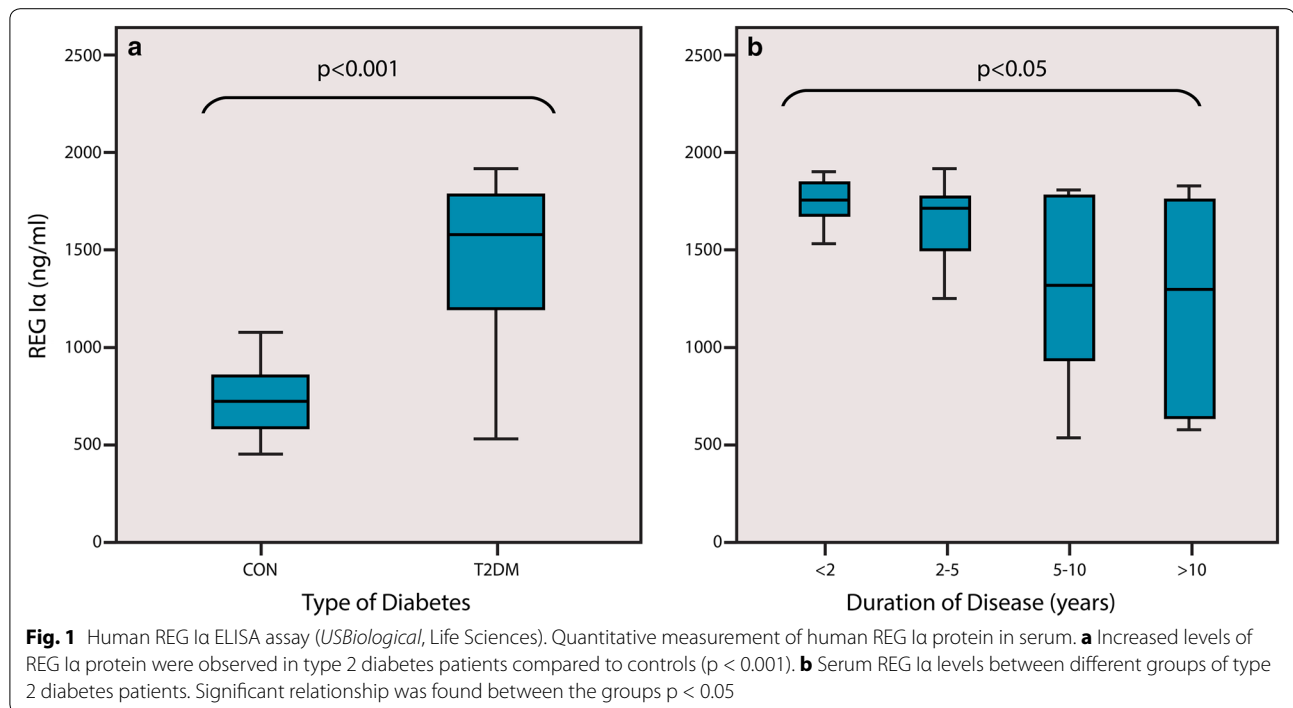 a
p<0.001
2500
2000
1500
1000
500
0
REG Iα (ng/ml)
CON
T2DM
Type of Diabetes
b
p<0.05
2500
2000
1500
1000
500
0
<2
2-5
5-10
>10
Duration of Disease (years)
Fig. 1 Human REG Iα ELISA assay (USBiological, Life Sciences). Quantitative measurement of human REG Iα protein in serum. a Increased levels of
REG Iα protein were observed in type 2 diabetes patients compared to controls (p < 0.001). b Serum REG Iα levels between different groups of type
2 diabetes patients. Significant relationship was found between the groups p < 0.05